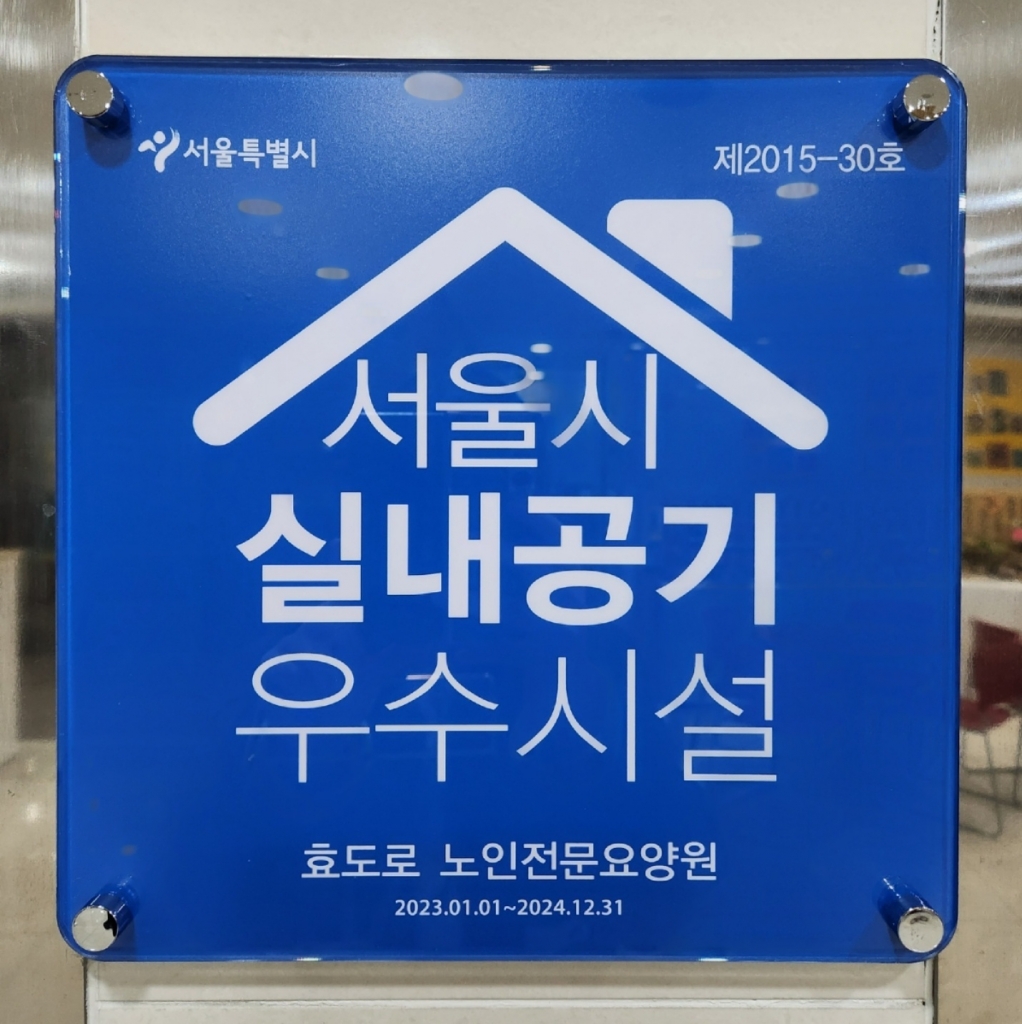 서울특별시
제2015-30호
서울시
실내공기
우수시설
효도로 노인전문요양원
2023.01.01~2024.12.31